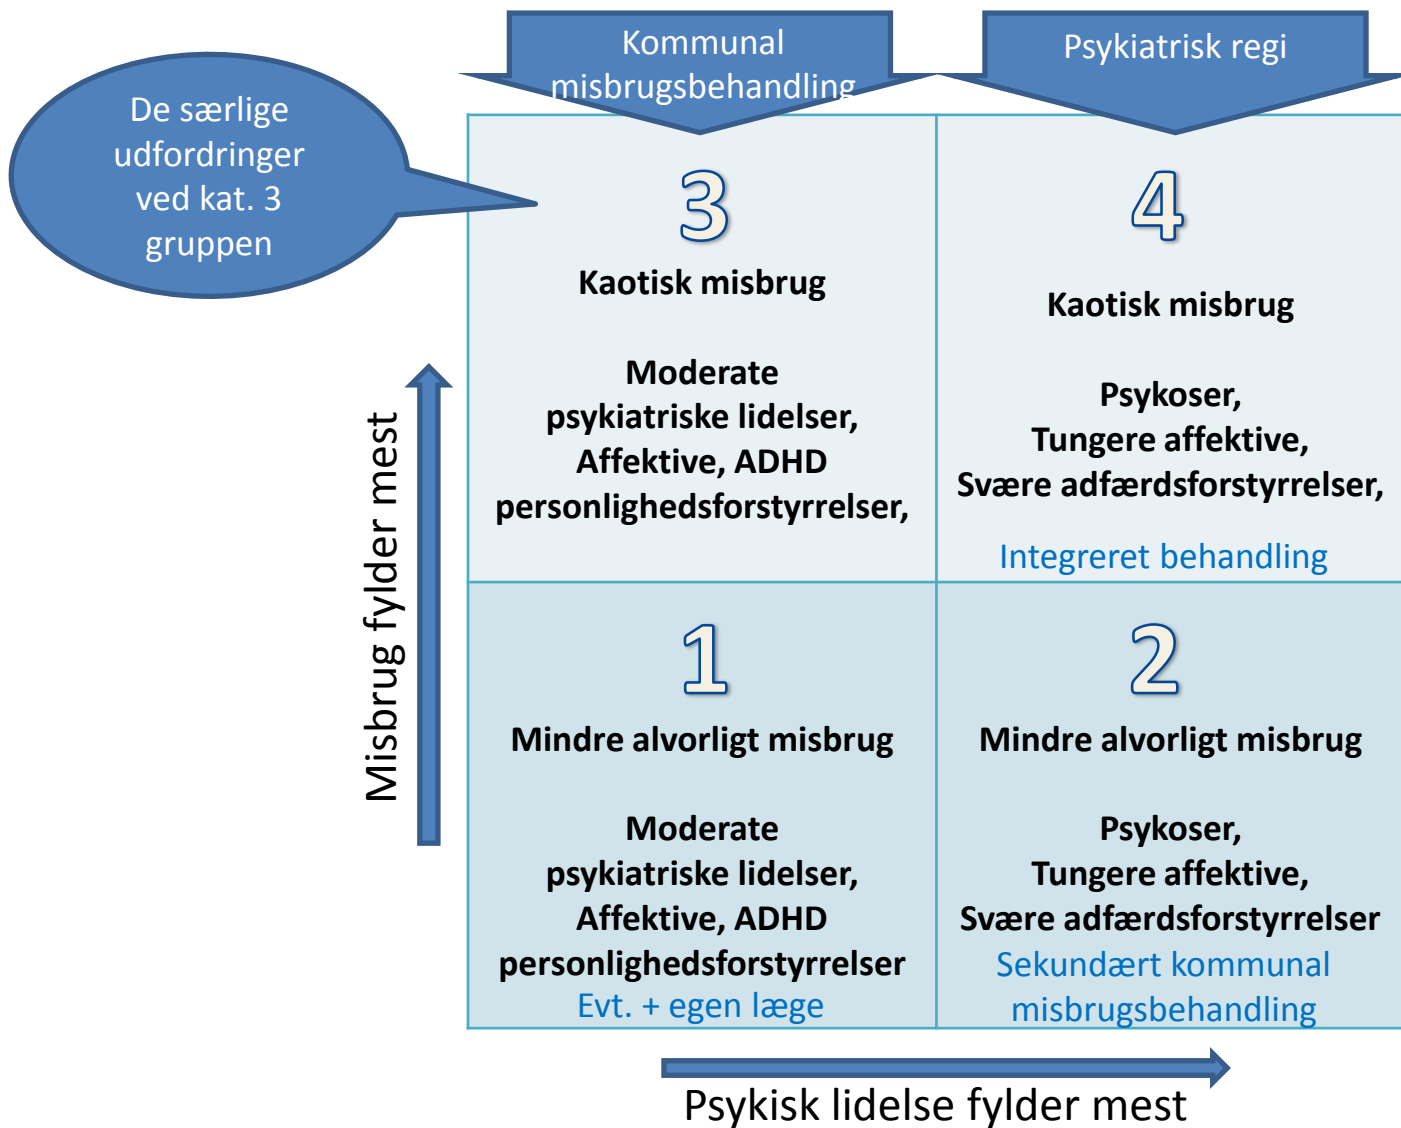 Kommunal
misbrugsbehandling
Psykiatrisk regi
De særlige
udfordringer
ved kat. 3
gruppen
3
Kaotisk misbrug
Moderate
psykiatriske lidelser,
Affektive, ADHD
personlighedsforstyrrelser,
4
Kaotisk misbrug
Psykoser,
Tungere affektive,
Svære adfærdsforstyrrelser,
Integreret behandling
Misbrug fylder mest
1
Mindre alvorligt misbrug
Moderate
psykiatriske lidelser,
Affektive, ADHD
personlighedsforstyrrelser
Evt. + egen læge
2
Mindre alvorligt misbrug
Psykoser,
Tungere affektive,
Svære adfærdsforstyrrelser
Sekundært kommunal
misbrugsbehandling
Psykisk lidelse fylder mest